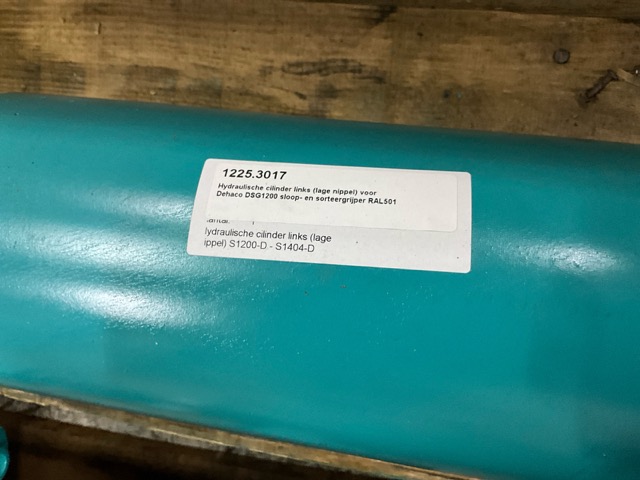 1225.3017
Hydraulische cilinder links (lage nippel) voor
Dehaco DSG1200 sloop- en sorteergrijper RAL501
ydraulische cilinder links (lage
ippel) S1200-D - S1404-D